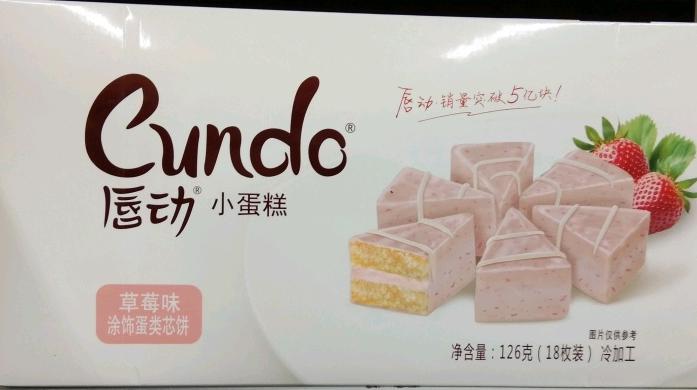 Cundo®
唇动® 小蛋糕
唇动·销量突破5亿块!
草莓味
涂饰蛋类芯饼
图片仅供参考
净含量：126克（18枚装） 冷加工